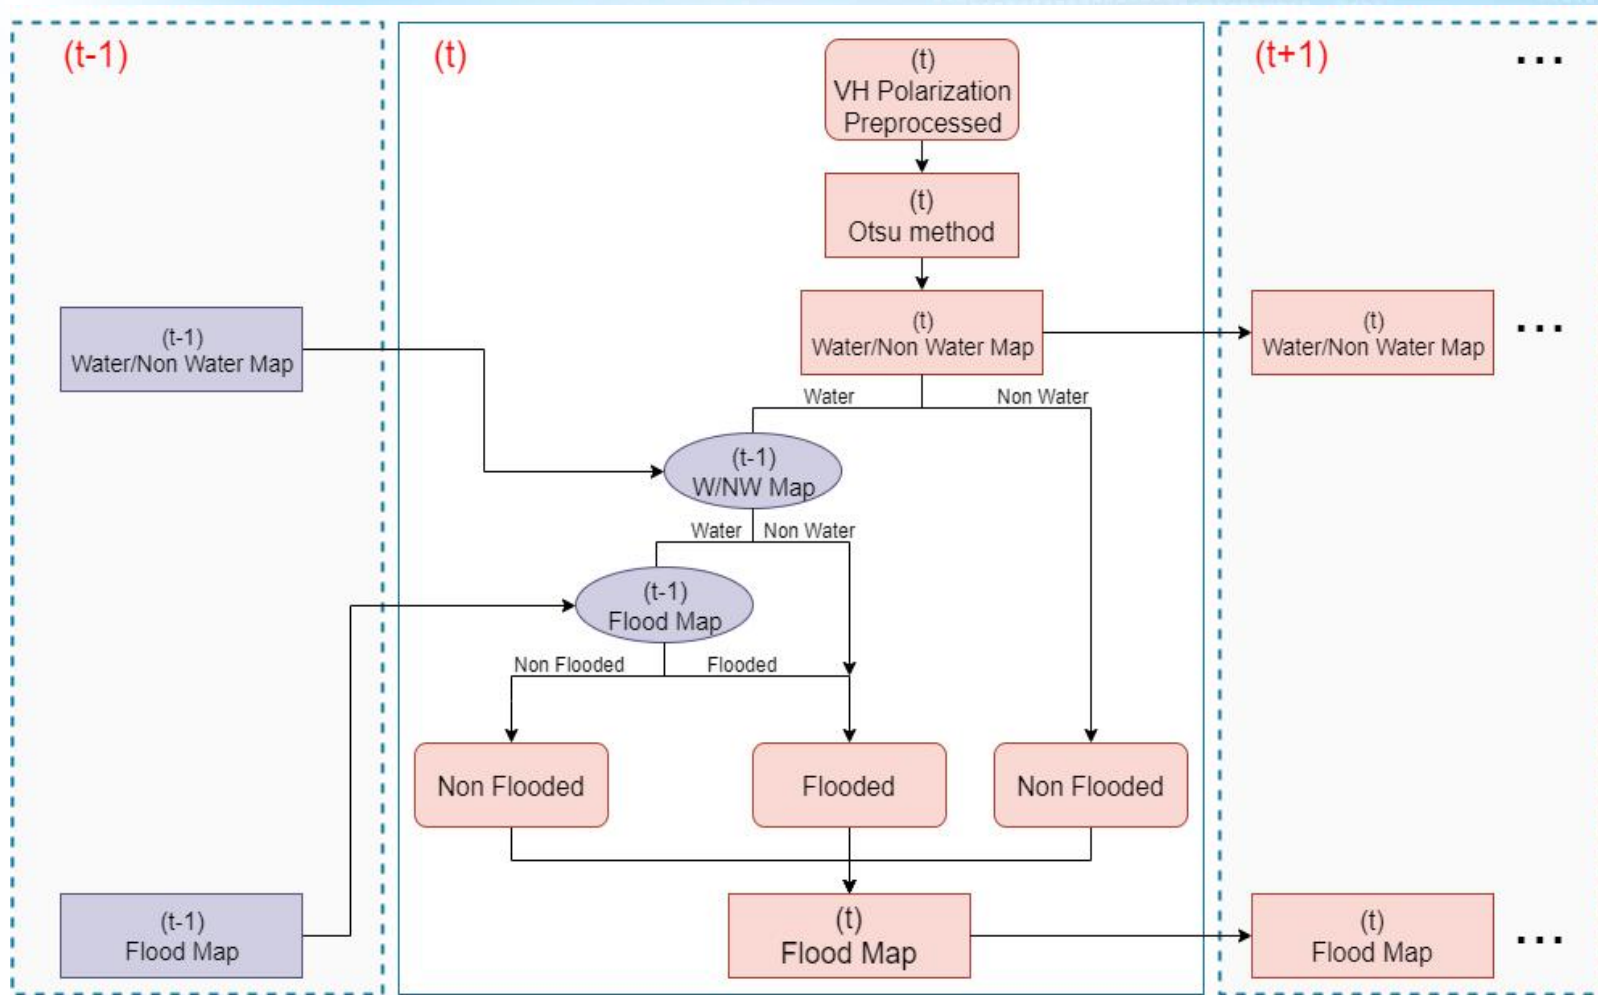 (t-1)
(t)
(t+1)
...
(t)
VH Polarization
Preprocessed
(t)
Otsu method
(t-1)
Water/Non Water Map
(t)
Water/Non Water Map
(t)
Water/Non Water Map
...
Water
Non Water
(t-1)
W/NW Map
Water
Non Water
(t-1)
Flood Map
Non Flooded
Flooded
Non Flooded
Flooded
Non Flooded
(t-1)
Flood Map
(t)
Flood Map
(t)
Flood Map
...